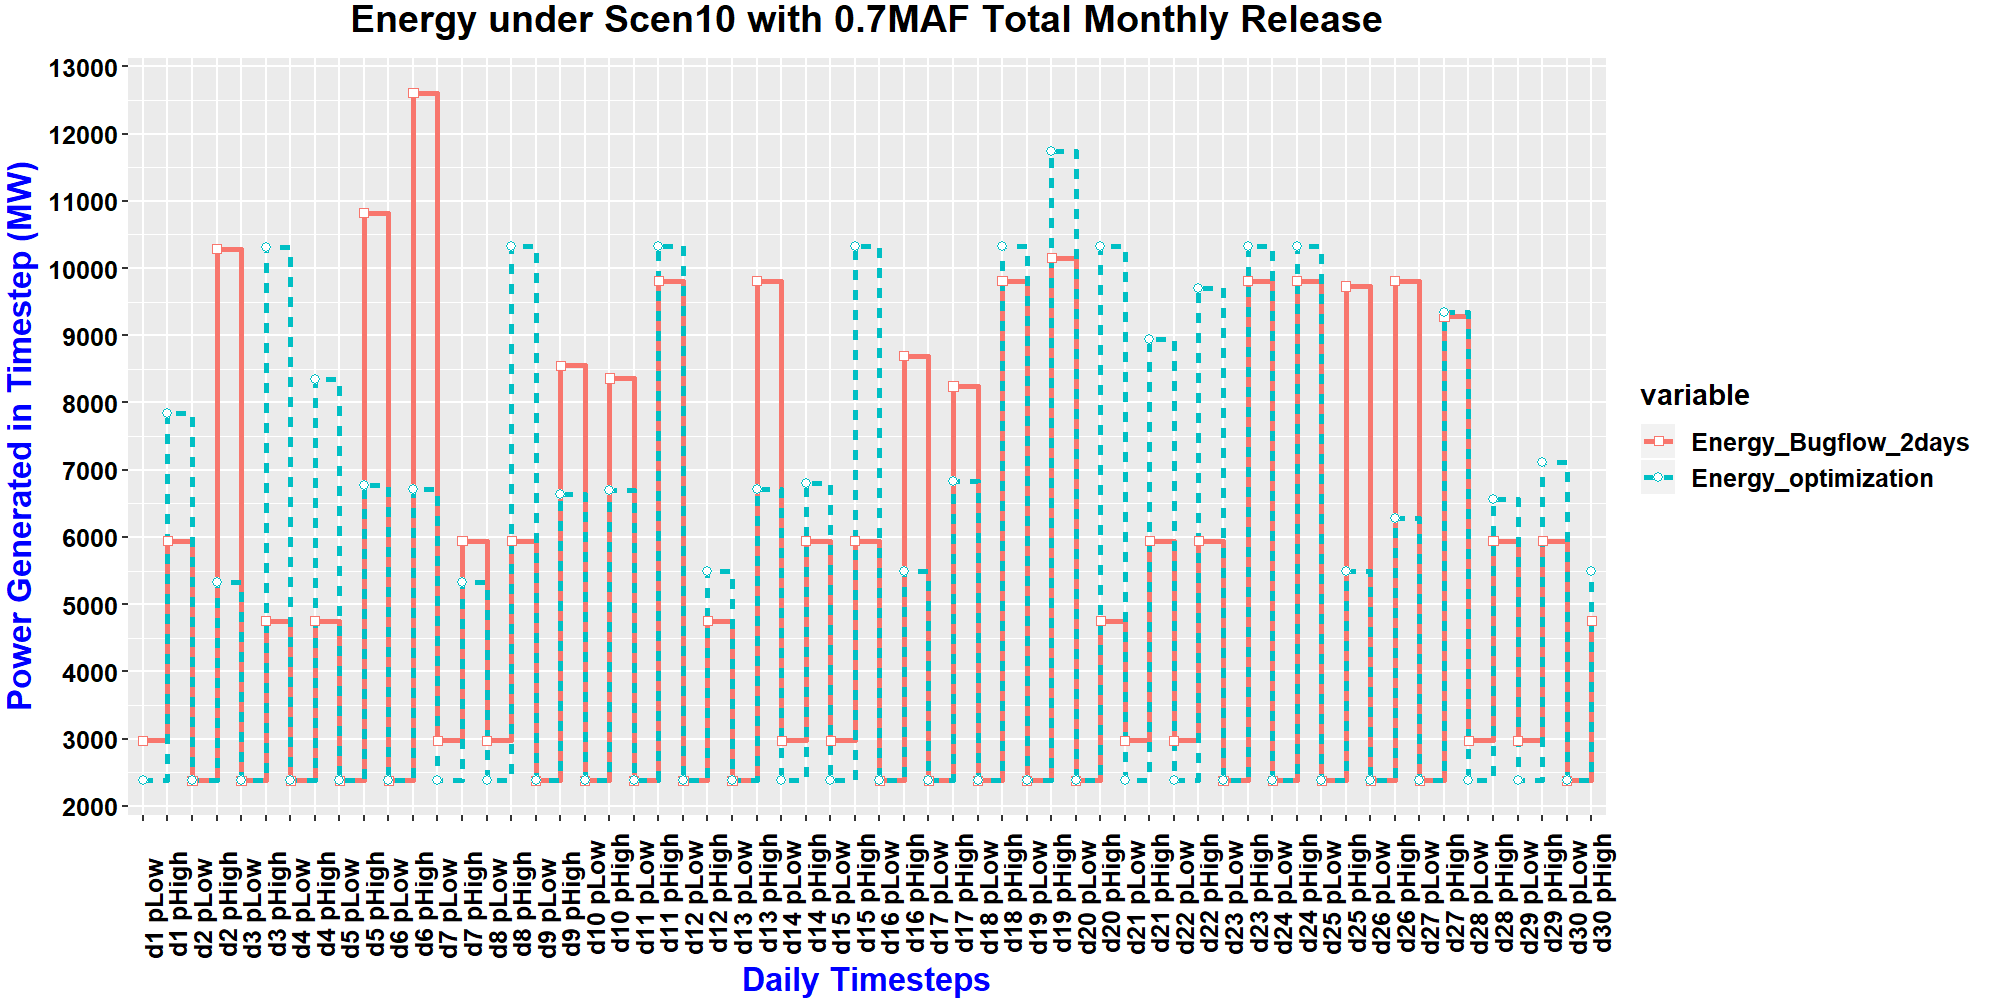 Energy under Scen10 with 0.7MAF Total Monthly Release
Power Generated in Timestep (MW)
13000
12000
11000
10000
9000
8000
7000
6000
5000
4000
3000
2000
d1 pLow
d1 pHigh
d2 pLow
d2 pHigh
d3 pLow
d3 pHigh
d4 pLow
d4 pHigh
d5 pLow
d5 pHigh
d6 pLow
d6 pHigh
d7 pLow
d7 pHigh
d8 pLow
d8 pHigh
d9 pLow
d9 pHigh
d10 pLow
d10 pHigh
d11 pLow
d11 pHigh
d12 pLow
d12 pHigh
d13 pLow
d13 pHigh
d14 pLow
d14 pHigh
d15 pLow
d15 pHigh
d16 pLow
d16 pHigh
d17 pLow
d17 pHigh
d18 pLow
d18 pHigh
d19 pLow
d19 pHigh
d20 pLow
d20 pHigh
d21 pLow
d21 pHigh
d22 pLow
d22 pHigh
d23 pLow
d23 pHigh
d24 pLow
d24 pHigh
d25 pLow
d25 pHigh
d26 pLow
d26 pHigh
d27 pLow
d27 pHigh
d28 pLow
d28 pHigh
d29 pLow
d29 pHigh
d30 pLow
d30 pHigh
Daily Timesteps
variable
Energy_Bugflow_2days
Energy_optimization